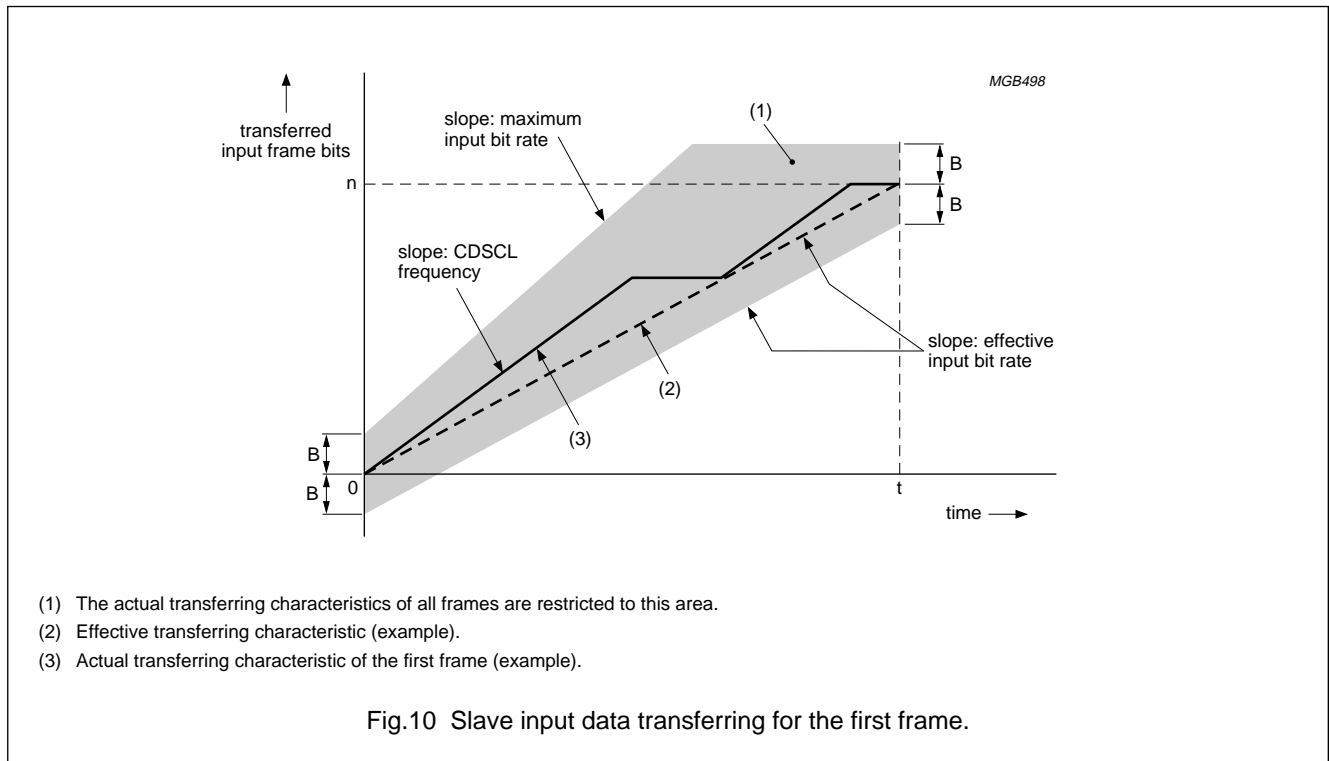 MGB498
transferred
input frame bits
slope: maximum
input bit rate
(1)
B
n
B
slope: CDSCL
frequency
slope: effective
input bit rate
(2)
(3)
B
0
B
t
time
(1) The actual transferring characteristics of all frames are restricted to this area.
(2) Effective transferring characteristic (example).
(3) Actual transferring characteristic of the first frame (example).
Fig.10 Slave input data transferring for the first frame.